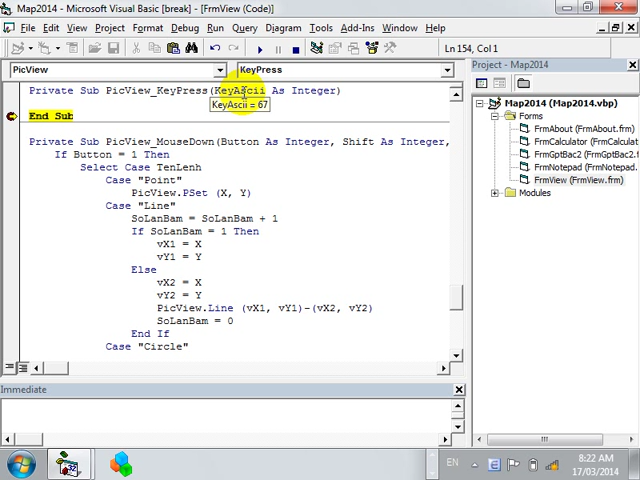 Map2014 - Microsoft Visual Basic [break] - [FrmView (Code)]
File Edit View Project Format Debug Run Query Diagram Tools Add-Ins Window Help
Ln 154, Col 1
PicView KeyPress
Private Sub PicView_KeyPress(KeyAscii As Integer)
KeyAscii = 67
End Sub
Private Sub PicView_MouseDown(Button As Integer, Shift As Integer,
If Button = 1 Then
Select Case TenLenh
Case "Point"
PicView.PSet (X, Y)
Case "Line"
SoLanBam = SoLanBam + 1
If SoLanBam = 1 Then
vX1 = X
vY1 = Y
Else
vX2 = X
vY2 = Y
PicView.Line (vX1, vY1)-(vX2, vY2)
SoLanBam = 0
End If
Case "Circle"
Project - Map2014
Map2014 (Map2014.vbp)
Forms
FrmAbout (FrmAbout.frm)
FrmCalculator (FrmCalculat
FrmGptBac2 (FrmGptBac2.f
FrmNotepad (FrmNotepad.
FrmView (FrmView.frm)
Modules
Immediate
EN
8:22 AM
17/03/2014